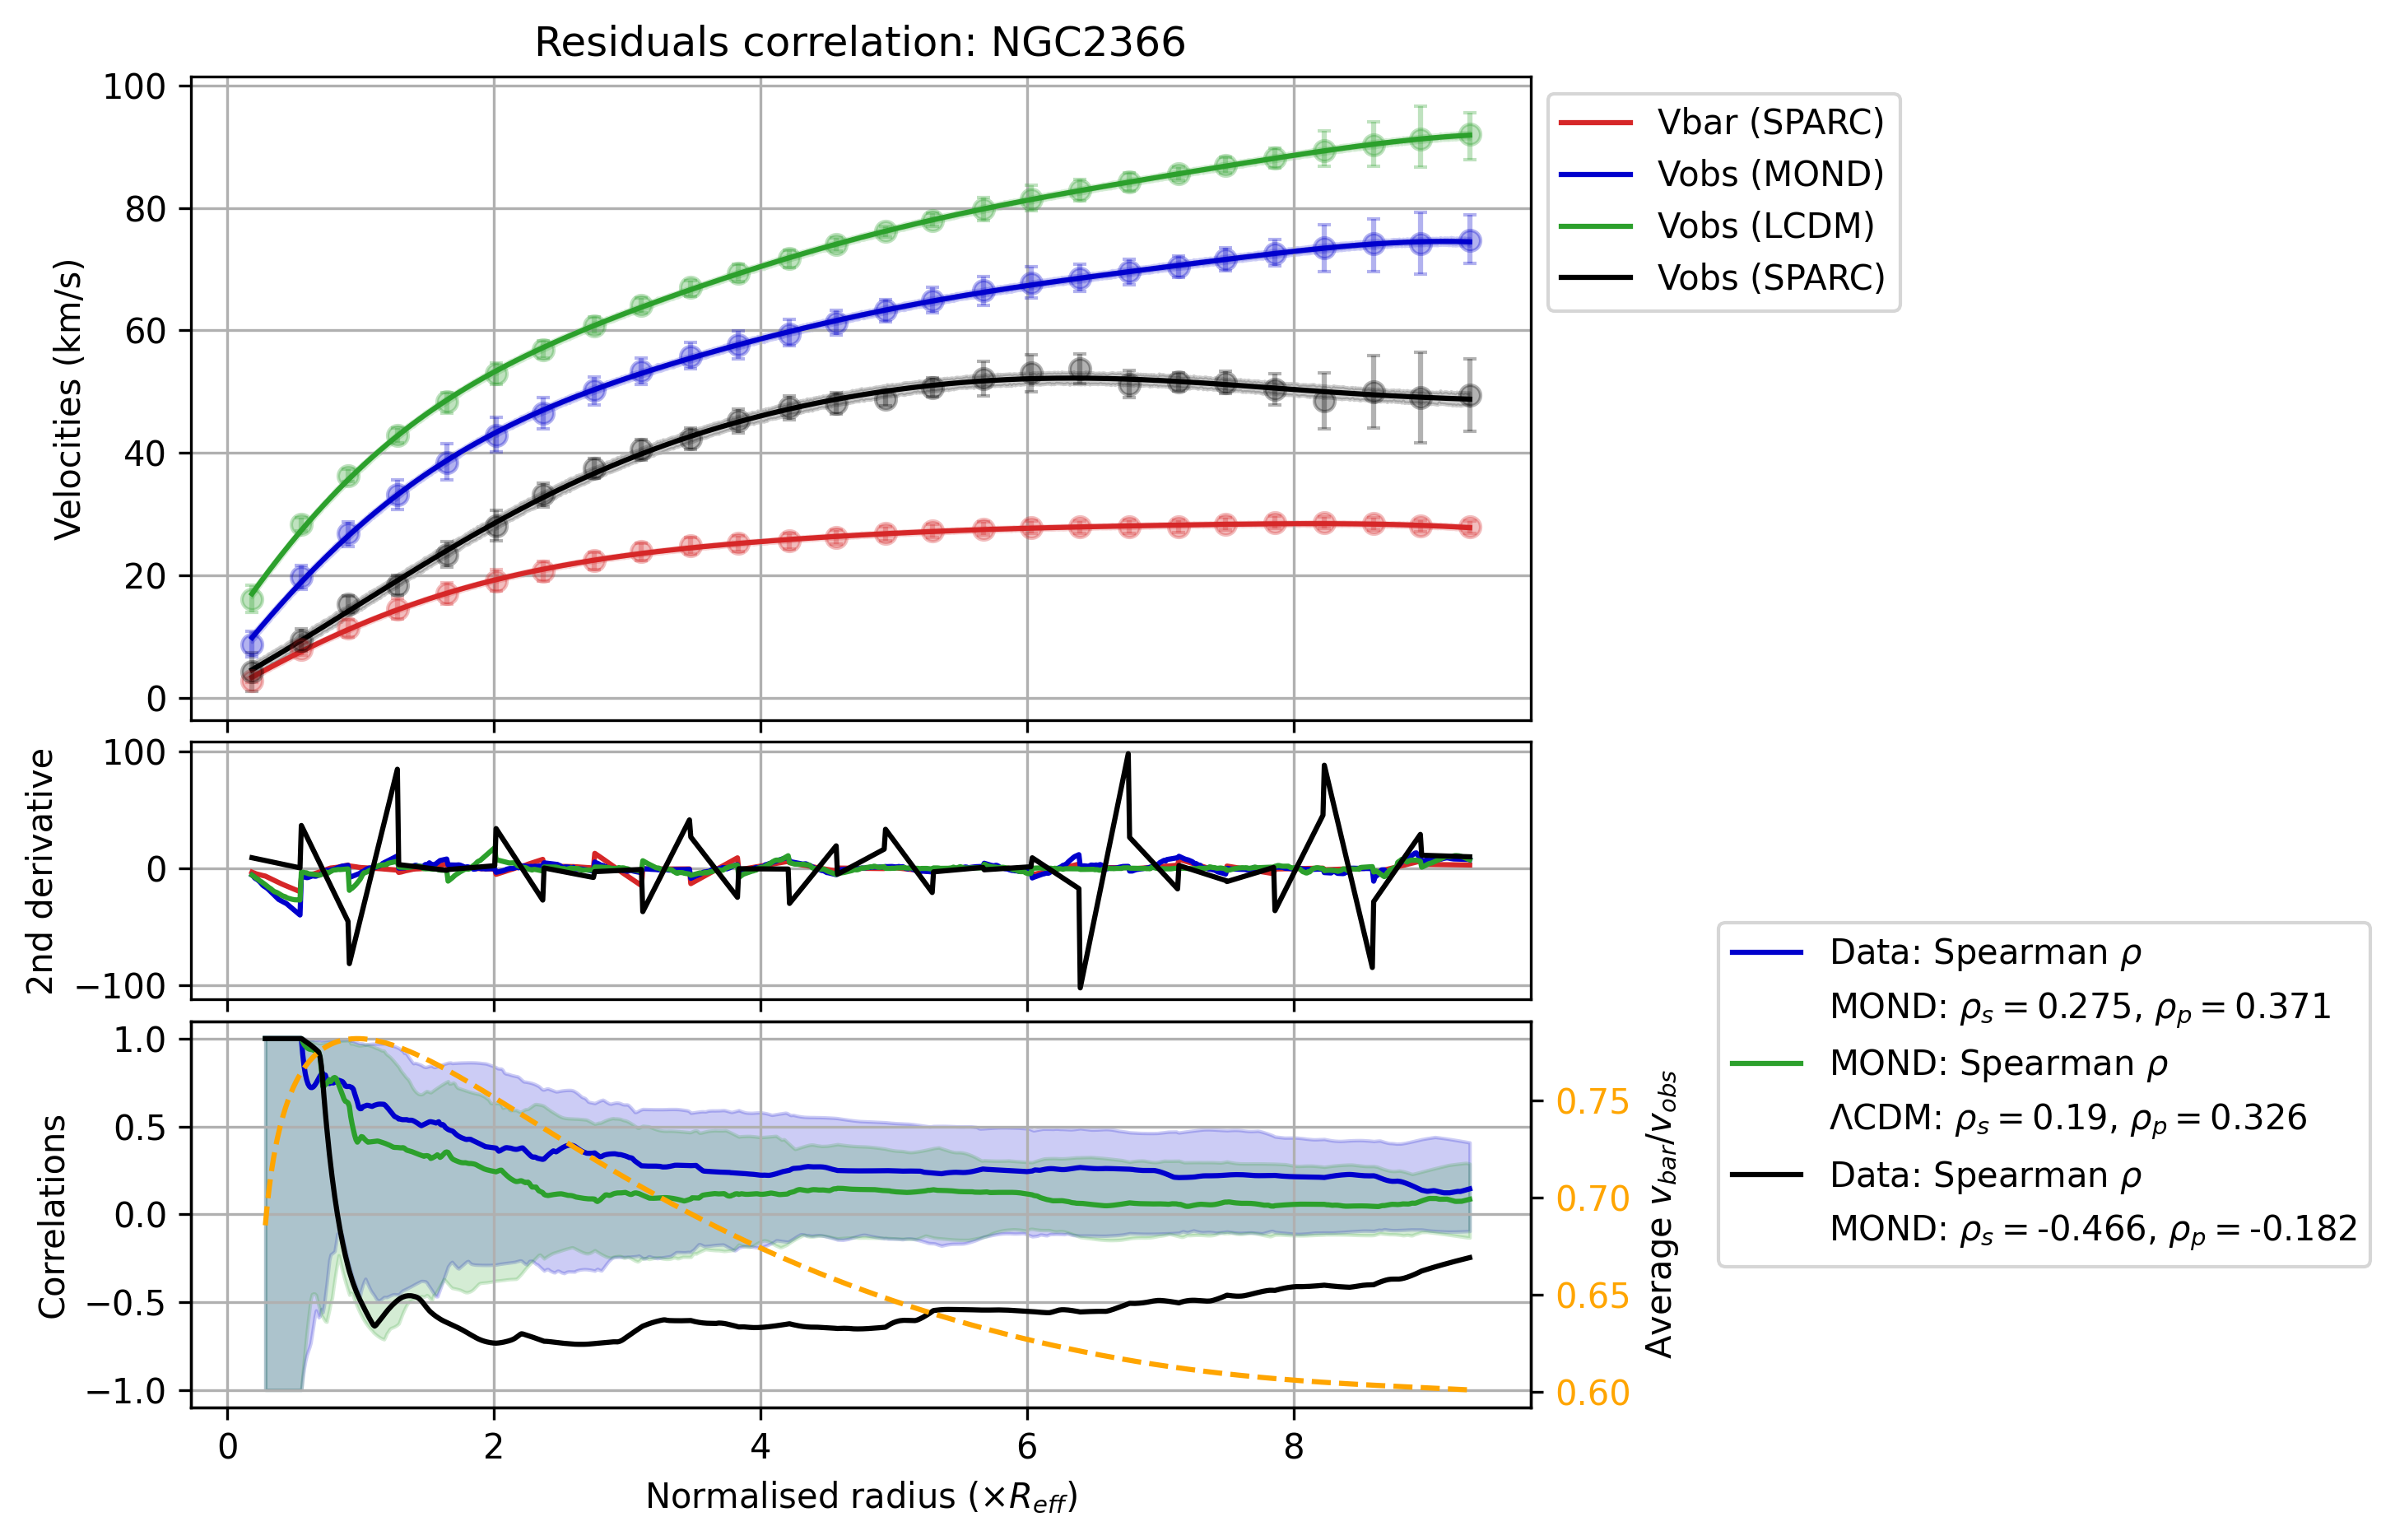 Residuals correlation: NGC2366
100
80
60
40
20
0
Velocities (km/s)
Vbar (SPARC)
Vobs (MOND)
Vobs (LCDM)
Vobs (SPARC)
100
0
−100
2nd derivative
1.0
0.5
0.0
−0.5
−1.0
Correlations
0.75
0.70
0.65
0.60
Average v_bar/v_obs
Data: Spearman ρ
MOND: ρ_s = 0.275, ρ_p = 0.371
MOND: Spearman ρ
ΛCDM: ρ_s = 0.19, ρ_p = 0.326
Data: Spearman ρ
MOND: ρ_s = -0.466, ρ_p = -0.182
0 2 4 6 8
Normalised radius (×R_eff)